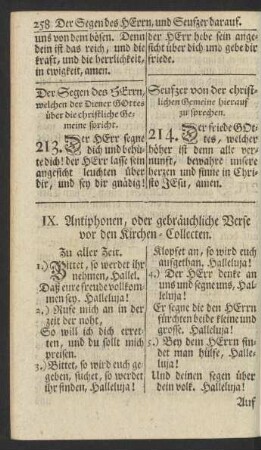 258 Der Segen des HErrn, und Seufzer darauf.
uns von dem bösen. Denn
dein ist das reich, und die
kraft, und die herrlichkeit,
in ewigkeit, amen.
Der Segen des HErrn,
welchen der Diener GOttes
über die christliche Ge-
meine spricht.
213. Der HErr segne
dich und behüte
dich! der HErr lasse sein
angesicht leuchten über
dir, und sey dir gnädig!
der HErr hebe sein ange-
sicht über dich und gebe dir
friede.
Seufzer von der christ-
lichen Gemeine hierauf
zu sprechen.
214. Der friede GOt-
tes, welcher
höher ist denn alle ver-
nunft, bewahre unsere
herzen und sinne in Chri-
sto JEsu, amen.
IX. Antiphonen, oder gebräuchliche Verse
vor den Kirchen-Collecten.
Zu aller Zeit.
1.) Bittet, so werdet ihr
nehmen, Hallel.
Daß eure freude vollkom-
men sey. Halleluja!
2.) Rufe mich an in der
zeit der noth,
So will ich dich erret-
ten, und du sollt mich
preisen.
3.) Bittet, so wird euch ge-
geben, suchet, so werdet
ihr finden, Halleluja!
Klopfet an, so wird euch
aufgethan. Halleluja!
4.) Der HErr denke an
uns und segne uns, Hal-
leluja!
Er segne die den HErrn
fürchten beide kleine und
grosse. Halleluja!
5.) Bey dem HErrn fin-
det man hülfe, Halle-
luja!
Und deinen segen über
dein volk. Halleluja!
Auf